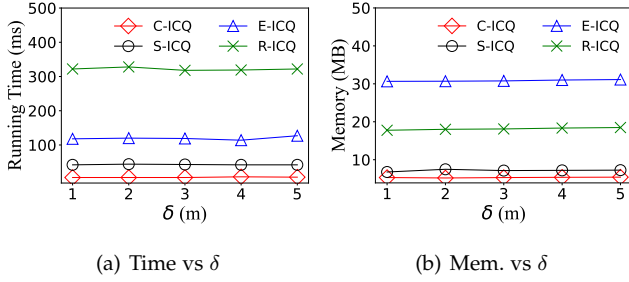 500
400
300
200
100
Running Time (ms)
C-ICQ
S-ICQ
E-ICQ
R-ICQ
1 2 3 4 5
δ (m)
(a) Time vs δ
50
40
30
20
10
Memory (MB)
C-ICQ
S-ICQ
E-ICQ
R-ICQ
1 2 3 4 5
δ (m)
(b) Mem. vs δ